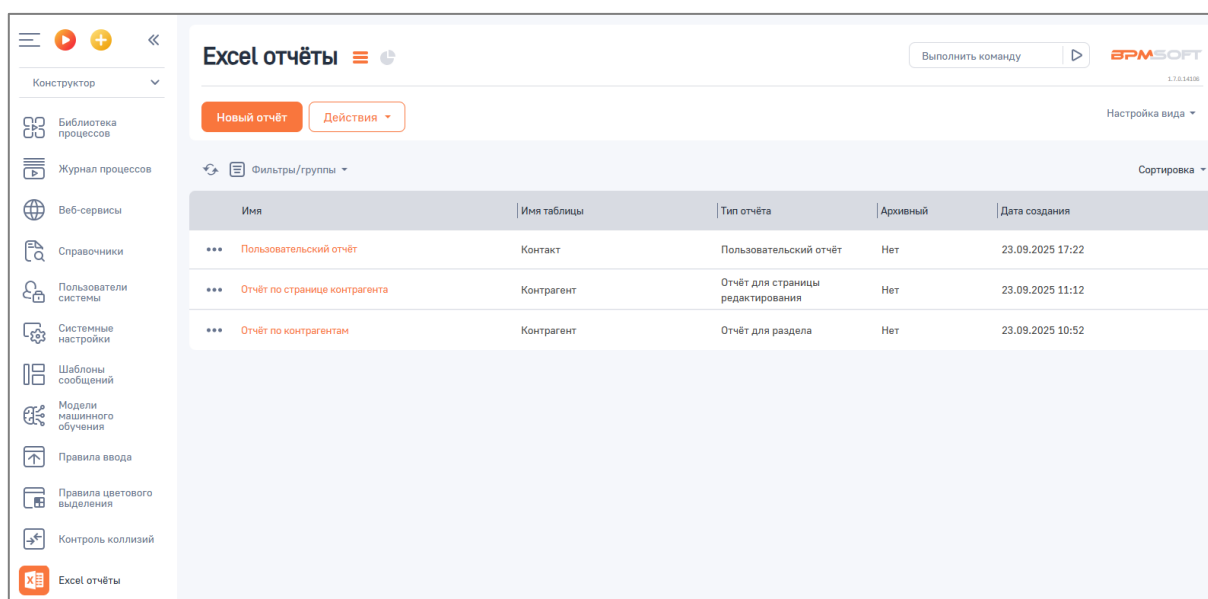 Конструктор
Библиотека
процессов
Журнал процессов
Веб-сервисы
Справочники
Пользователи
системы
Системные
настройки
Шаблоны
сообщений
Модели
машинного
обучения
Правила ввода
Правила цветового
выделения
Контроль коллизий
Excel отчёты
Excel отчёты
Выполнить команду
BPMSOFT
1.7.0.14106
Новый отчёт
Действия
Настройка вида
Фильтры/группы
Сортировка
Имя Имя таблицы Тип отчёта Архивный Дата создания
Пользовательский отчёт Контакт Пользовательский отчёт Нет 23.09.2025 17:22
Отчёт по странице контрагента Контрагент Отчёт для страницы
редактирования Нет 23.09.2025 11:12
Отчёт по контрагентам Контрагент Отчёт для раздела Нет 23.09.2025 10:52